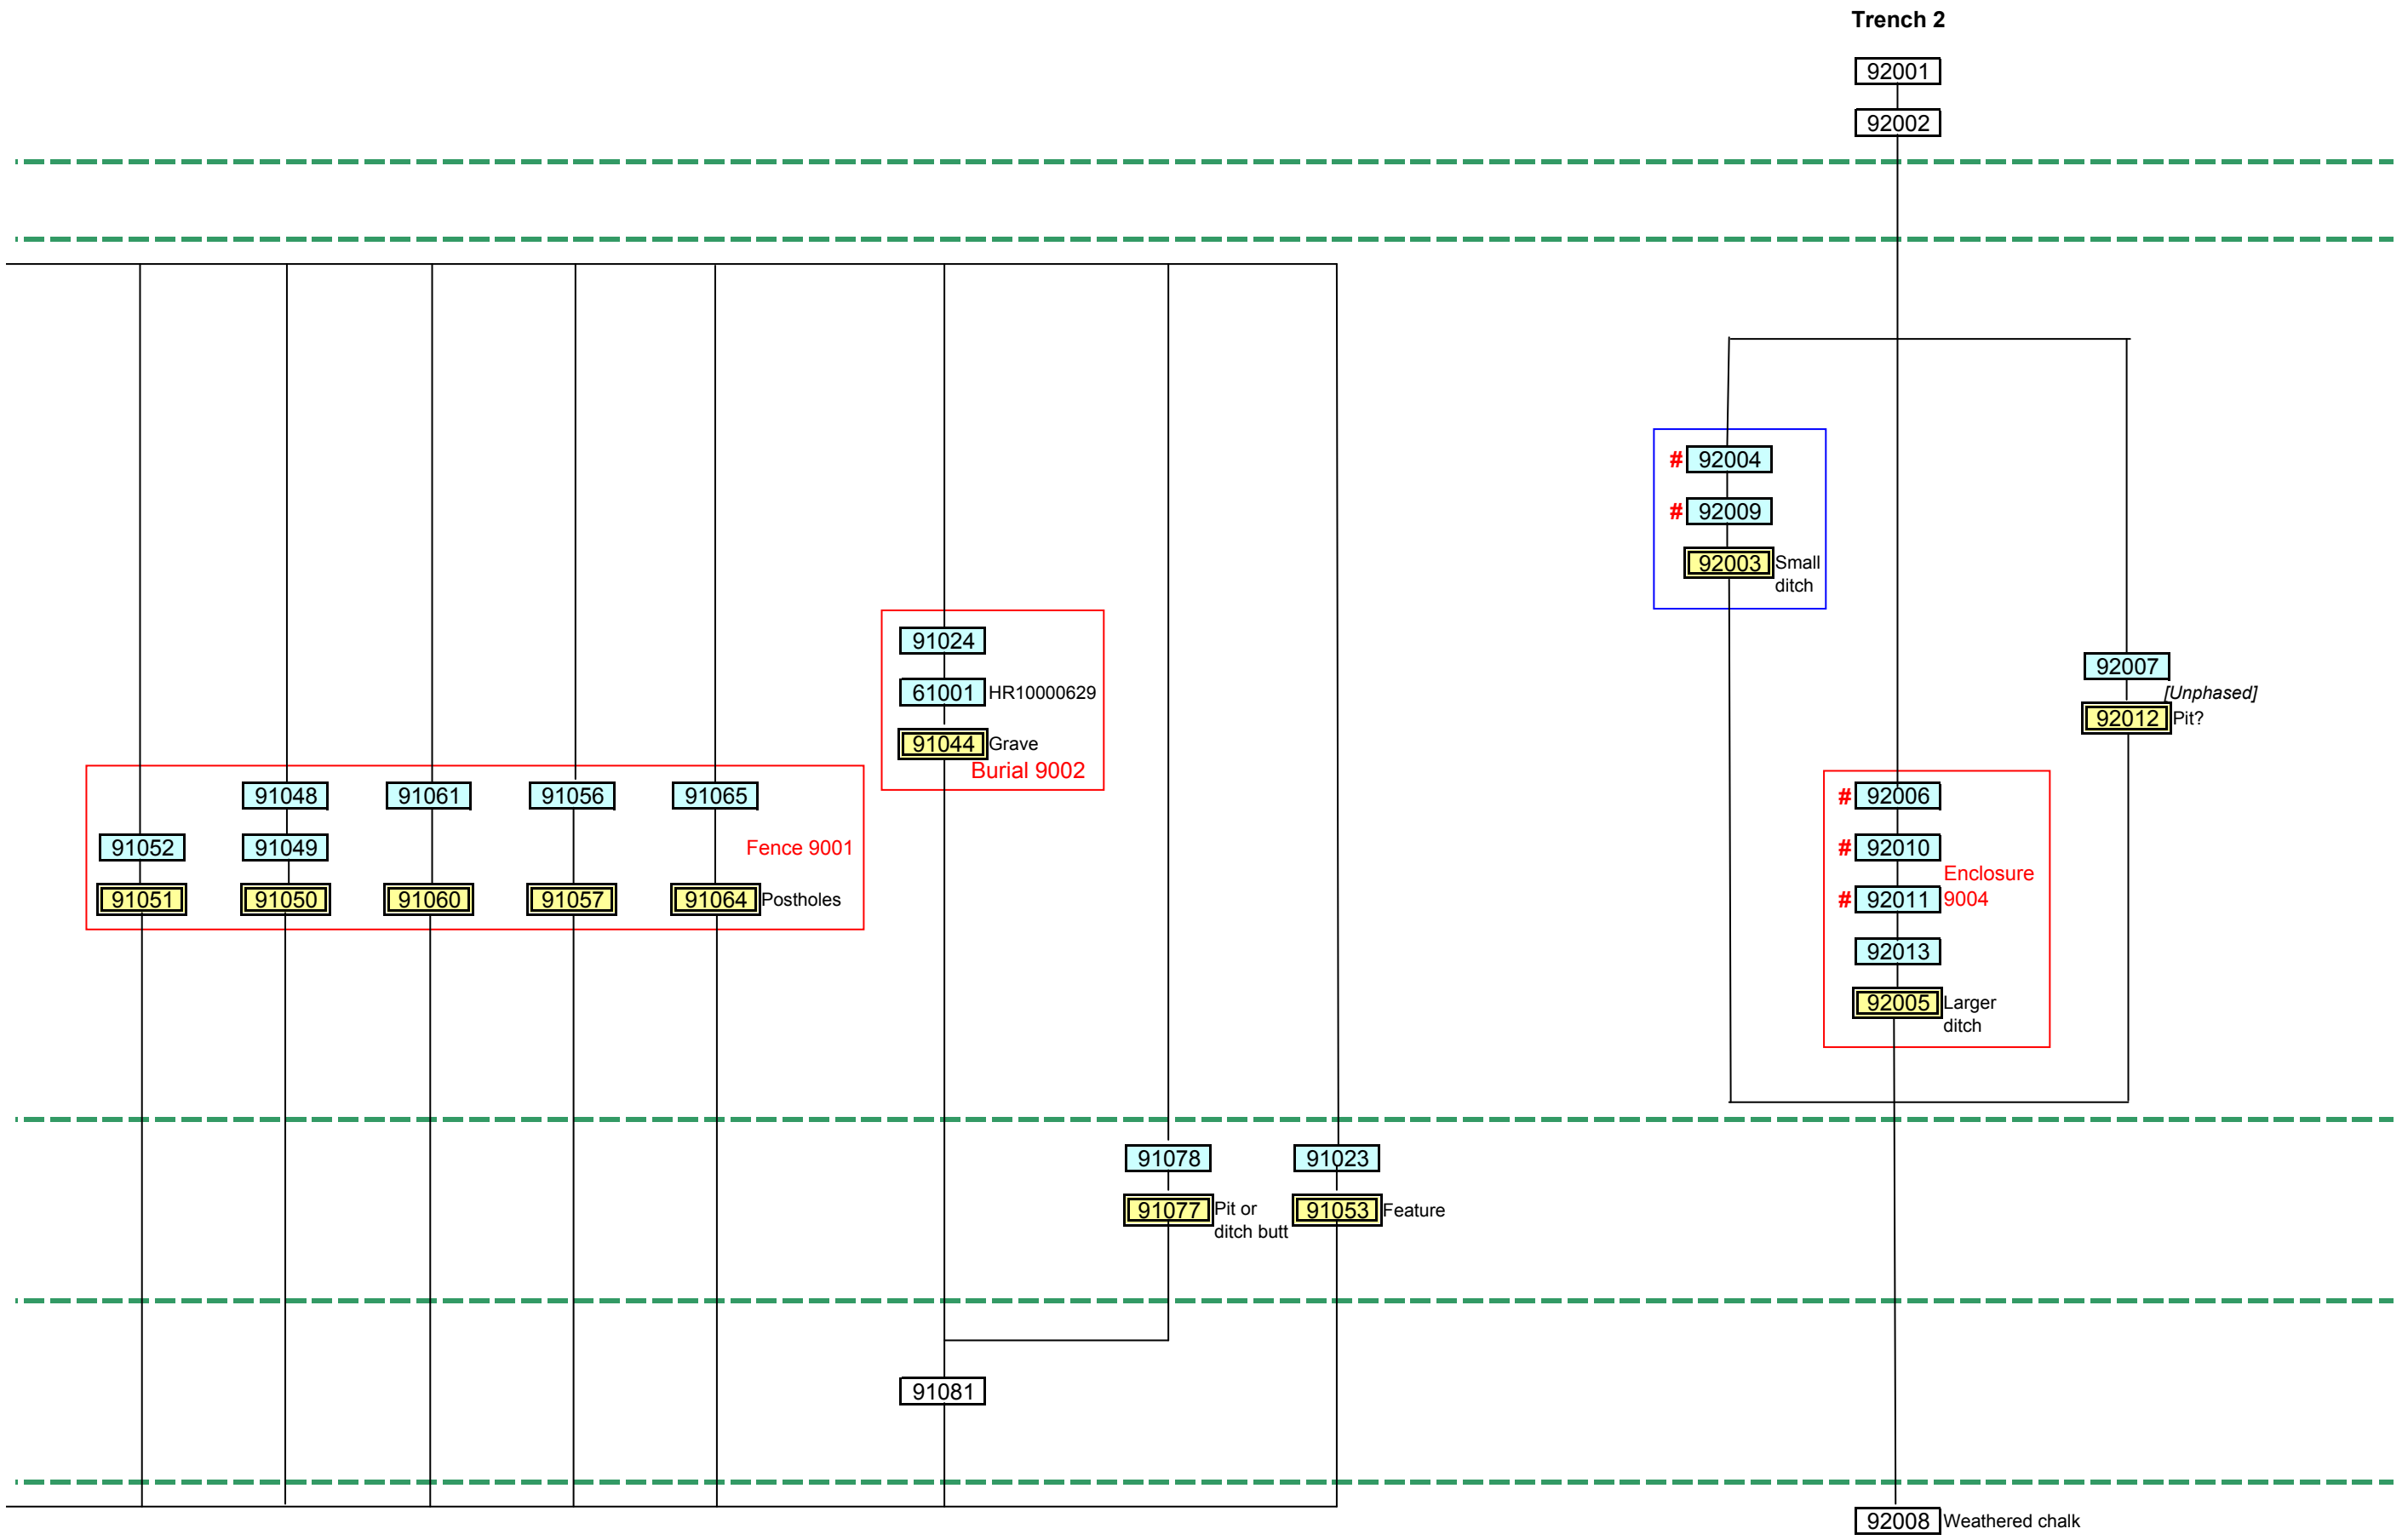 Trench 2
92001
92002
# 92004
# 92009
92003 Small
ditch
91024
61001 HR10000629
91044 Grave
Burial 9002
92007
[Unphased]
92012 Pit?
91048 91061 91056 91065
91052 91049 Fence 9001
91051 91050 91060 91057 91064 Postholes
# 92006
# 92010
Enclosure
# 92011 9004
92013
92005 Larger
ditch
91078 91023
91077 Pit or
ditch butt
91053 Feature
91081
92008 Weathered chalk